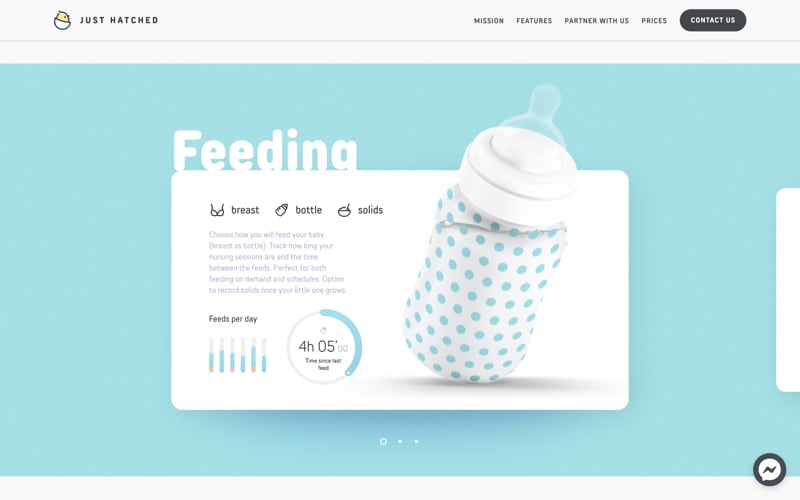 JUST HATCHED
MISSION FEATURES PARTNER WITH US PRICES CONTACT US
Feeding
breast bottle solids
Choose how you will feed your baby
(breast vs bottle). Track how long your
nursing sessions are and the time
between the feeds. Perfect for both
feeding on demand and schedules. Option
to record solids once your little one grows.
Feeds per day
4h 05'00
Time since last
feed